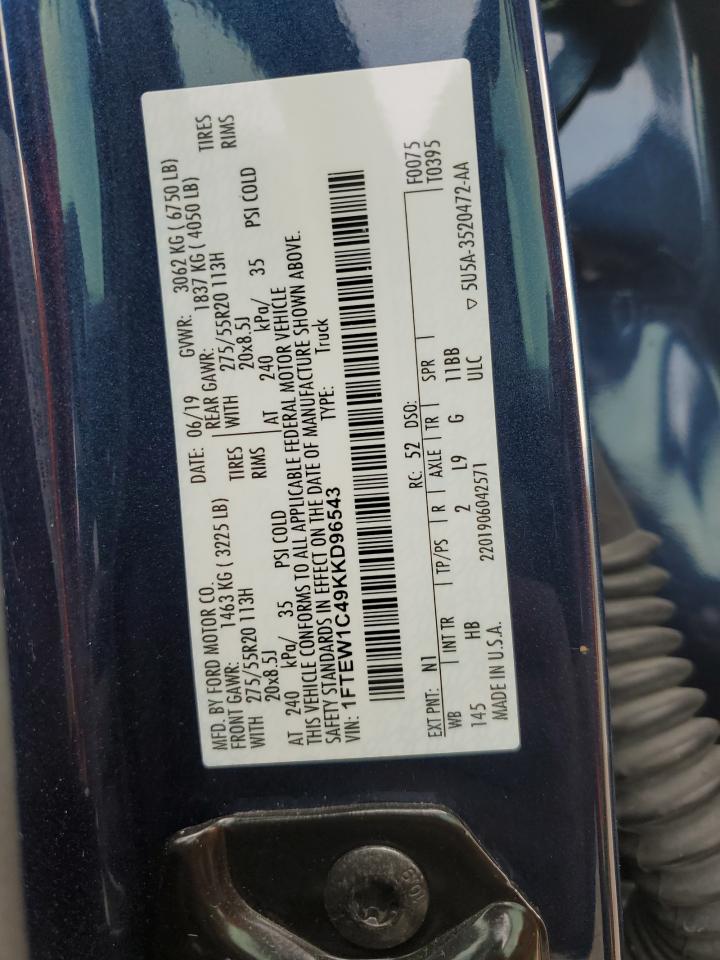 MFD. BY FORD MOTOR CO.
DATE: 06/19 GVWR: 3062 KG ( 6750 LB)
FRONT GAWR: 1463 KG ( 3225 LB) REAR GAWR: 1837 KG ( 4050 LB)
WITH 275/55R20 113H TIRES WITH 275/55R20 113H TIRES
20x8.5J RIMS 20x8.5J RIMS
AT 240 kPa/ 35 PSI COLD AT 240 kPa/ 35 PSI COLD
THIS VEHICLE CONFORMS TO ALL APPLICABLE FEDERAL MOTOR VEHICLE
SAFETY STANDARDS IN EFFECT ON THE DATE OF MANUFACTURE SHOWN ABOVE.
VIN: 1FTEW1C49KKD96543 TYPE: Truck
F0075
EXT PNT: N1 RC: 52 DSO: T0395
WB INT TR TP/PS R AXLE TR SPR
145 HB 2 L9 G 11BB
MADE IN U.S.A. 2201906042571 ULC ▽ 5U5A-3520472-AA